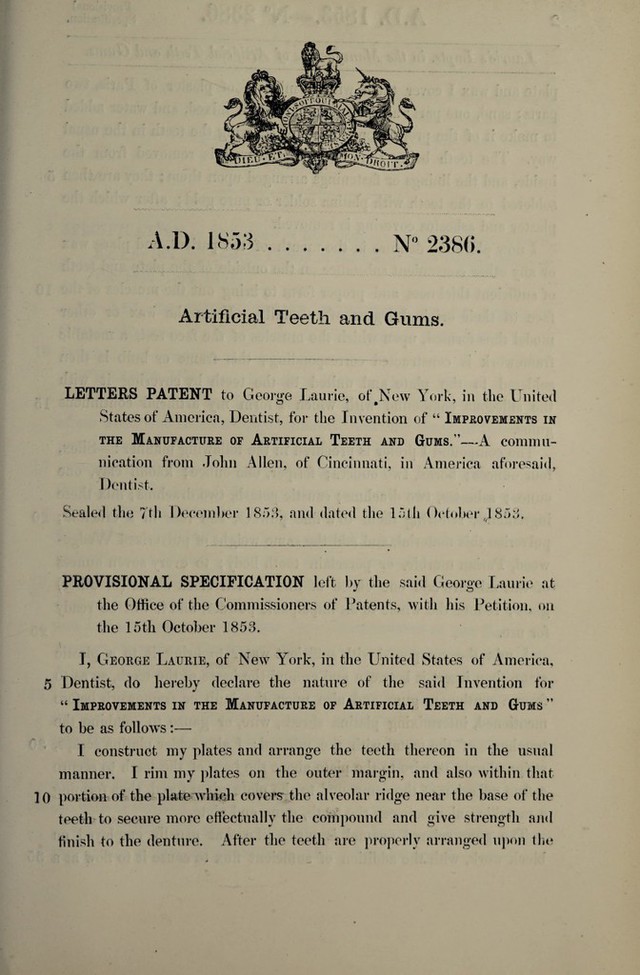 DIEU · ET · MON · DROIT ·
A.D. 1853 . . . . . . . Nº 2386.
Artificial Teeth and Gums.
LETTERS PATENT to George Laurie, of New York, in the United
States of America, Dentist, for the Invention of “ IMPROVEMENTS IN
THE MANUFACTURE OF ARTIFICIAL TEETH AND GUMS.”—A commu-
nication from John Allen, of Cincinnati, in America aforesaid,
Dentist.
Sealed the 7th December 1853, and dated the 15th October 1853.
PROVISIONAL SPECIFICATION left by the said George Laurie at
the Office of the Commissioners of Patents, with his Petition, on
the 15th October 1853.
I, GEORGE LAURIE, of New York, in the United States of America,
5 Dentist, do hereby declare the nature of the said Invention for
“ IMPROVEMENTS IN THE MANUFACTURE OF ARTIFICIAL TEETH AND GUMS ”
to be as follows :—
I construct my plates and arrange the teeth thereon in the usual
manner. I rim my plates on the outer margin, and also within that
10 portion of the plate which covers the alveolar ridge near the base of the
teeth to secure more effectually the compound and give strength and
finish to the denture. After the teeth are properly arranged upon the